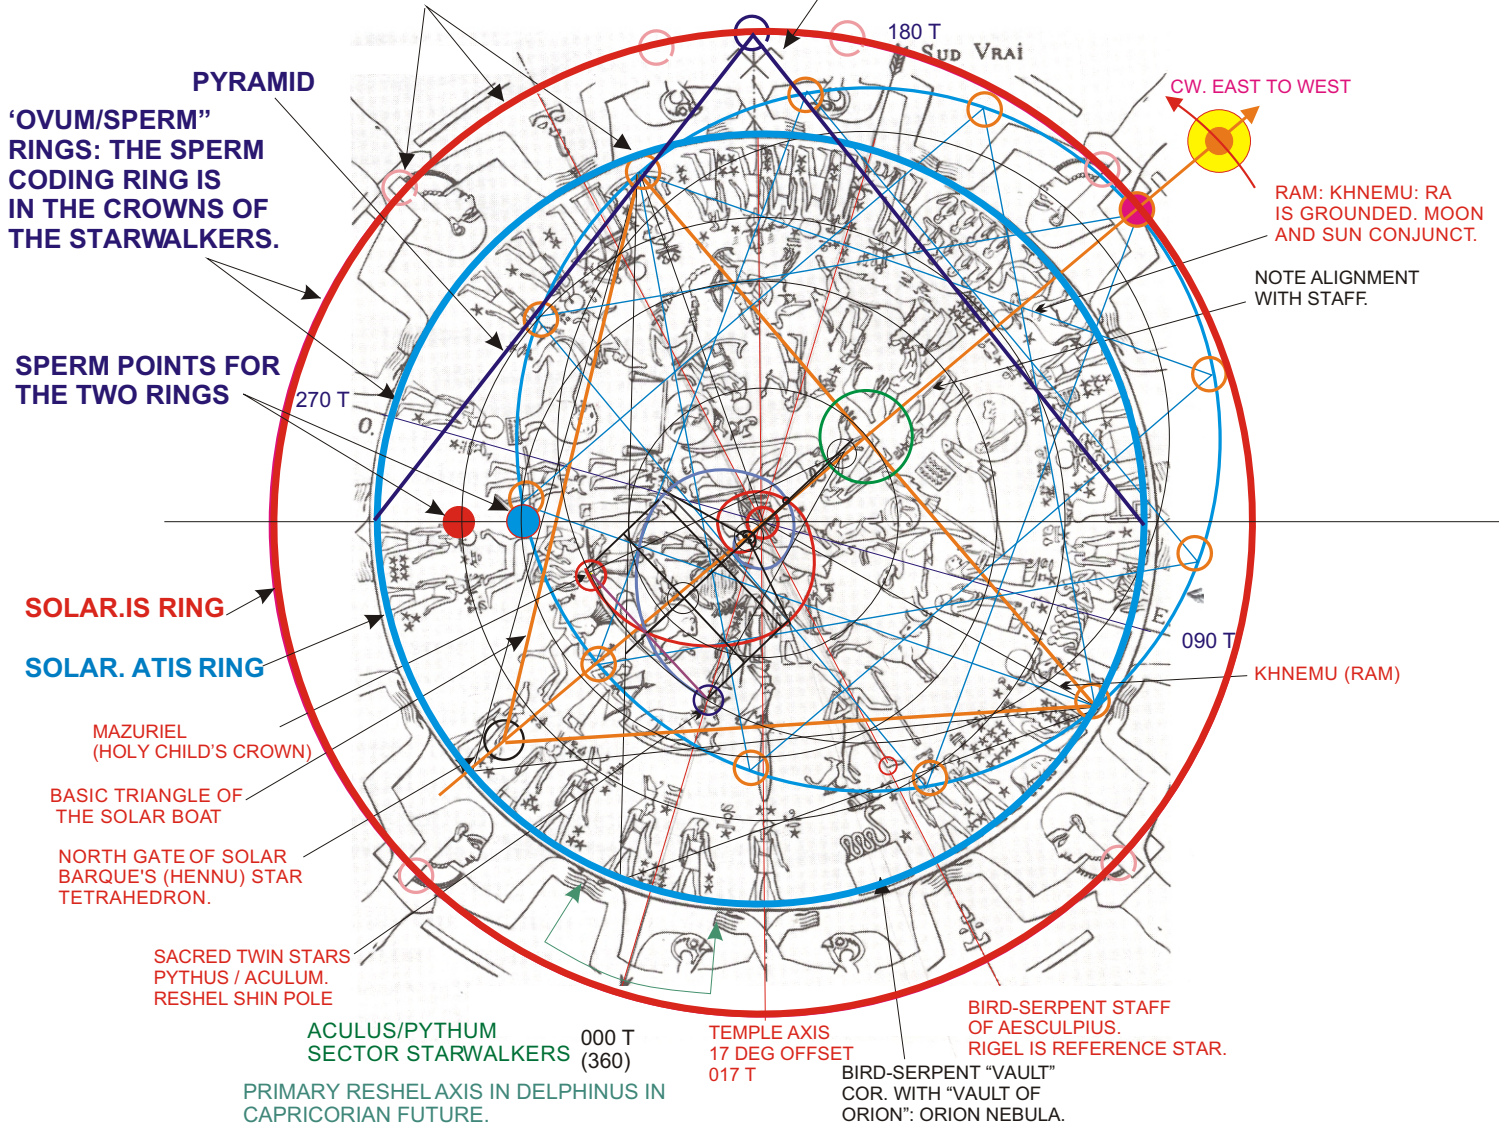 180 T
SUD VRAI
PYRAMID
CW. EAST TO WEST
‘OVUM/SPERM”
RINGS: THE SPERM
CODING RING IS
IN THE CROWNS OF
THE STARWALKERS.
RAM: KHNEMU: RA
IS GROUNDED. MOON
AND SUN CONJUNCT.
NOTE ALIGNMENT
WITH STAFF.
SPERM POINTS FOR
THE TWO RINGS
270 T
O.
SOLAR.IS RING
E
090 T
SOLAR. ATIS RING
KHNEMU (RAM)
MAZURIEL
(HOLY CHILD'S CROWN)
BASIC TRIANGLE OF
THE SOLAR BOAT
NORTH GATE OF SOLAR
BARQUE'S (HENNU) STAR
TETRAHEDRON.
SACRED TWIN STARS
PYTHUS / ACULUM.
RESHEL SHIN POLE
ACULUS/PYTHUM
SECTOR STARWALKERS
000 T
(360)
TEMPLE AXIS
17 DEG OFFSET
017 T
BIRD-SERPENT STAFF
OF AESCULPIUS.
RIGEL IS REFERENCE STAR.
BIRD-SERPENT “VAULT”
COR. WITH “VAULT OF
ORION”: ORION NEBULA.
PRIMARY RESHEL AXIS IN DELPHINUS IN
CAPRICORIAN FUTURE.